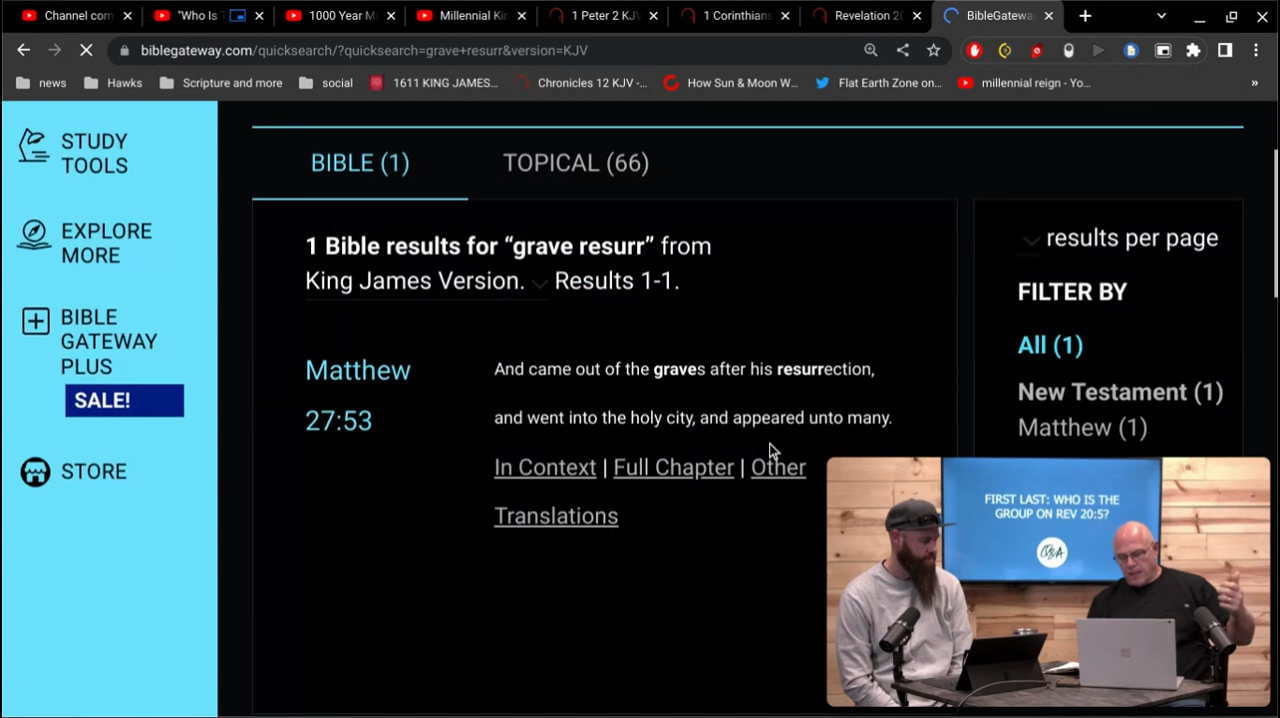 Channel com
"Who Is T
1000 Year M
Millennial Ki
1 Peter 2 KJV
1 Corinthians
Revelation 20
BibleGatewa
biblegateway.com/quicksearch/?quicksearch=grave+resurr&version=KJV
news
Hawks
Scripture and more
social
1611 KING JAMES...
Chronicles 12 KJV -...
How Sun & Moon W...
Flat Earth Zone on...
millennial reign - Yo...
»
STUDY
TOOLS
EXPLORE
MORE
BIBLE
GATEWAY
PLUS
SALE!
STORE
BIBLE (1)
TOPICAL (66)
1 Bible results for “grave resurr” from
King James Version. Results 1-1.
Matthew
27:53
And came out of the graves after his resurrection,
and went into the holy city, and appeared unto many.
In Context | Full Chapter | Other
Translations
results per page
FILTER BY
All (1)
New Testament (1)
Matthew (1)
FIRST LAST: WHO IS THE
GROUP ON REV 20:5?
Q&A